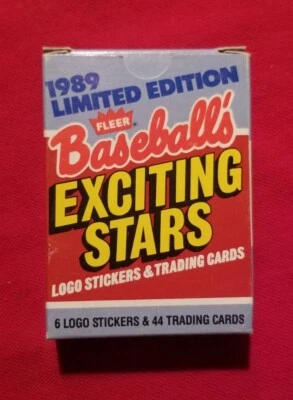 1989
LIMITED EDITION
FLEER
Baseball's
EXCITING
STARS
LOGO STICKERS & TRADING CARDS
6 LOGO STICKERS & 44 TRADING CARDS